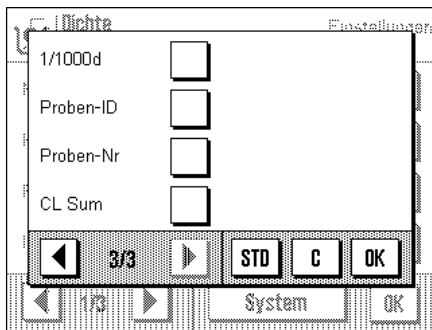 Dichte Einstellungen
1/1000d
Proben-ID
Proben-Nr
CL Sum
3/3 STD C OK
1/3 System OK